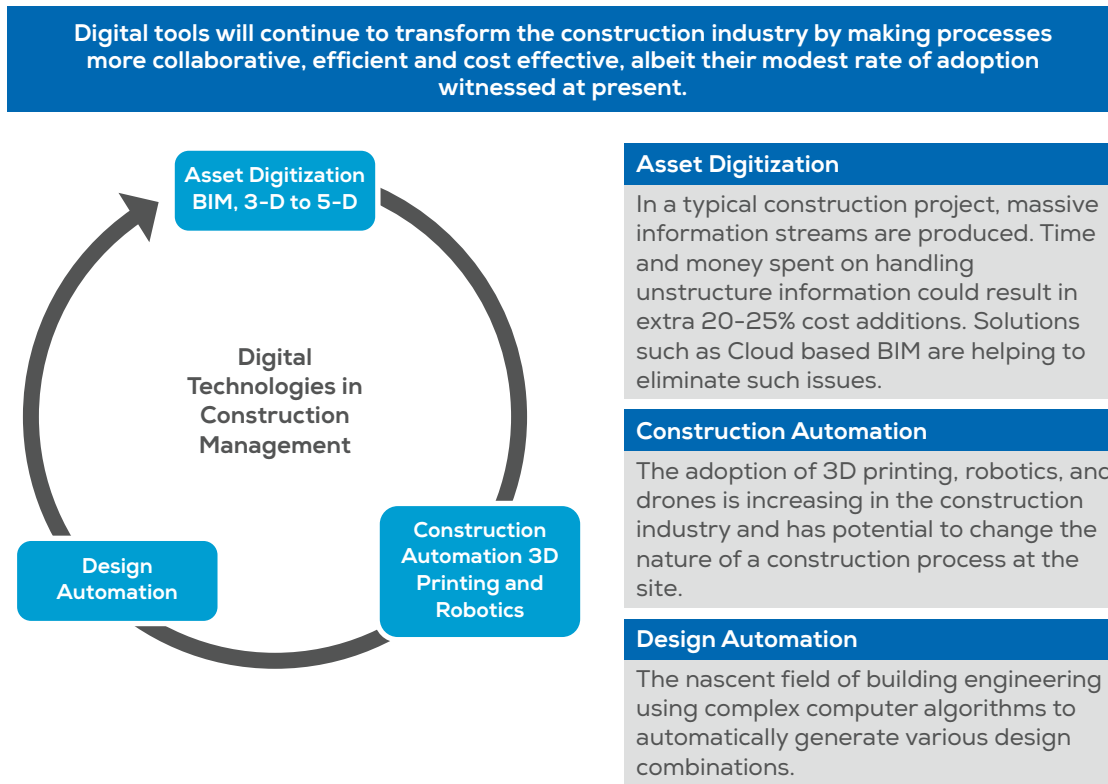 Digital tools will continue to transform the construction industry by making processes
more collaborative, efficient and cost effective, albeit their modest rate of adoption
witnessed at present.
Asset Digitization
BIM, 3-D to 5-D
Digital
Technologies in
Construction
Management
Construction
Automation 3D
Printing and
Robotics
Design
Automation
Asset Digitization
In a typical construction project, massive
information streams are produced. Time
and money spent on handling
unstructure information could result in
extra 20-25% cost additions. Solutions
such as Cloud based BIM are helping to
eliminate such issues.
Construction Automation
The adoption of 3D printing, robotics, and
drones is increasing in the construction
industry and has potential to change the
nature of a construction process at the
site.
Design Automation
The nascent field of building engineering
using complex computer algorithms to
automatically generate various design
combinations.